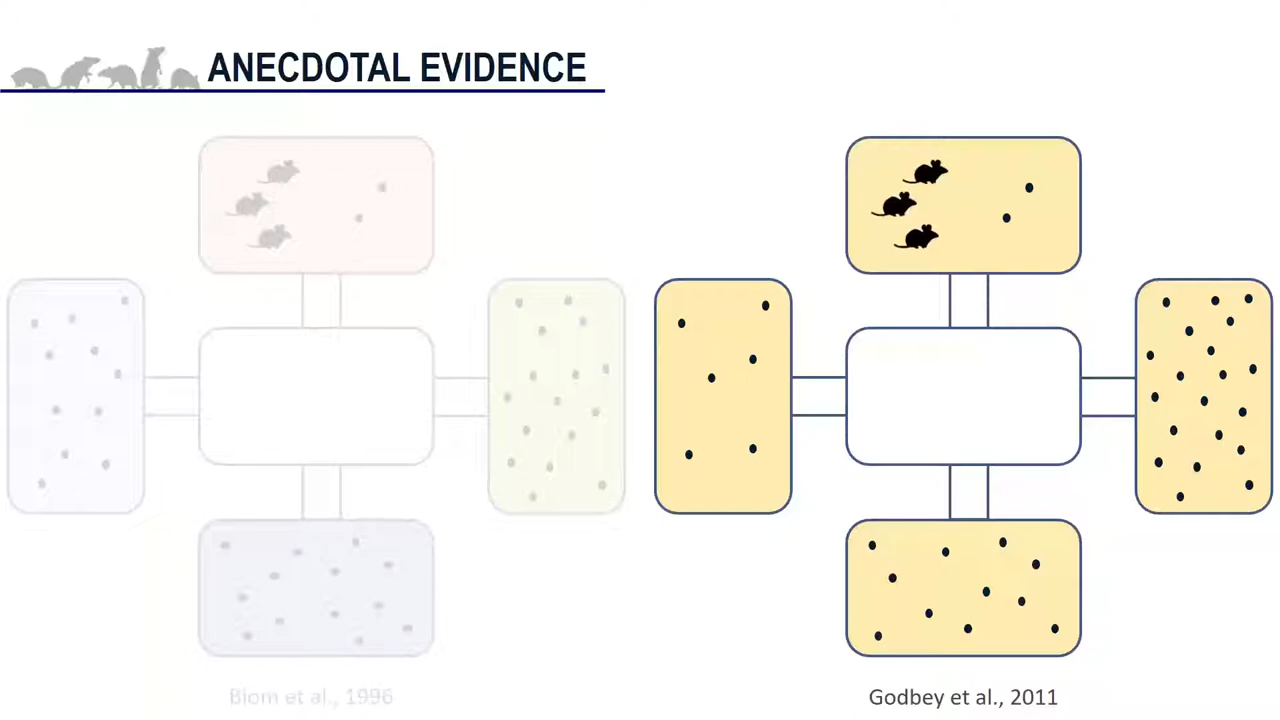 ANECDOTAL EVIDENCE
Blom et al., 1996
Godbey et al., 2011